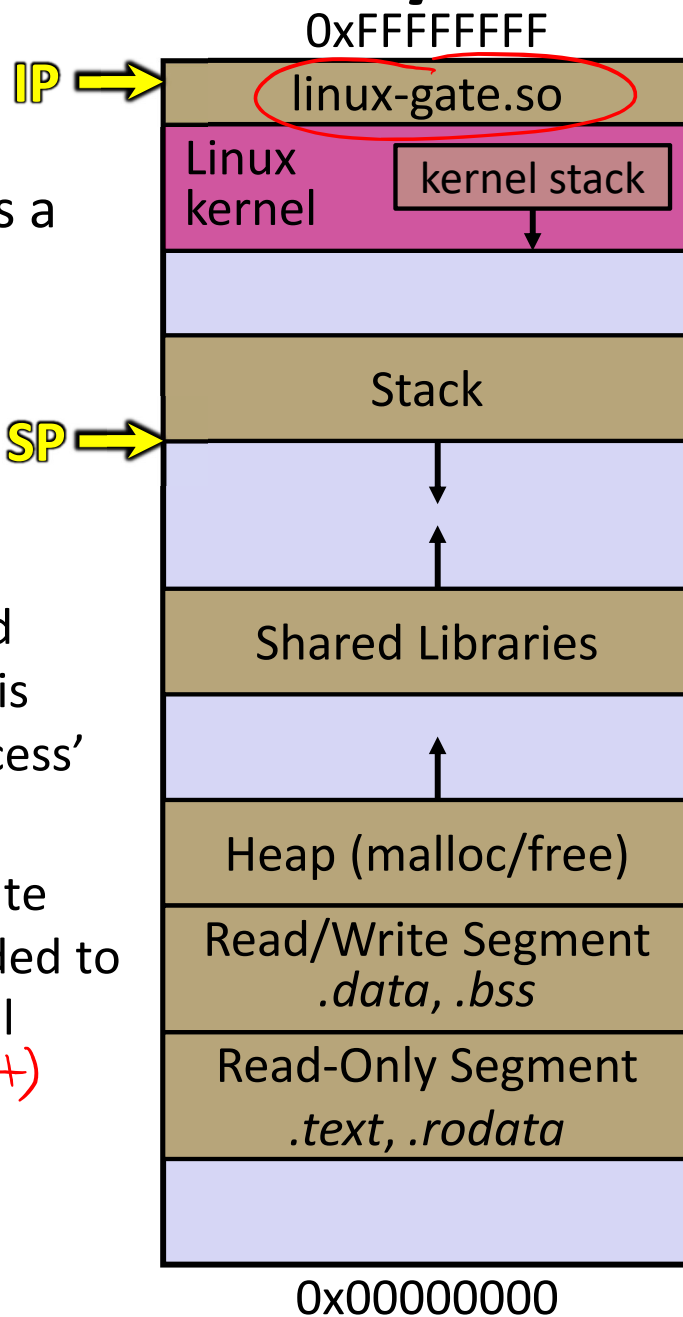 0xFFFFFFFF
IP
linux-gate.so
Linux
kernel
kernel stack
s a
Stack
SP
d
Shared Libraries
is
cess’
Heap (malloc/free)
te
Read/Write Segment
ded to
.data, .bss
l
Read-Only Segment
+)
.text, .rodata
0x00000000